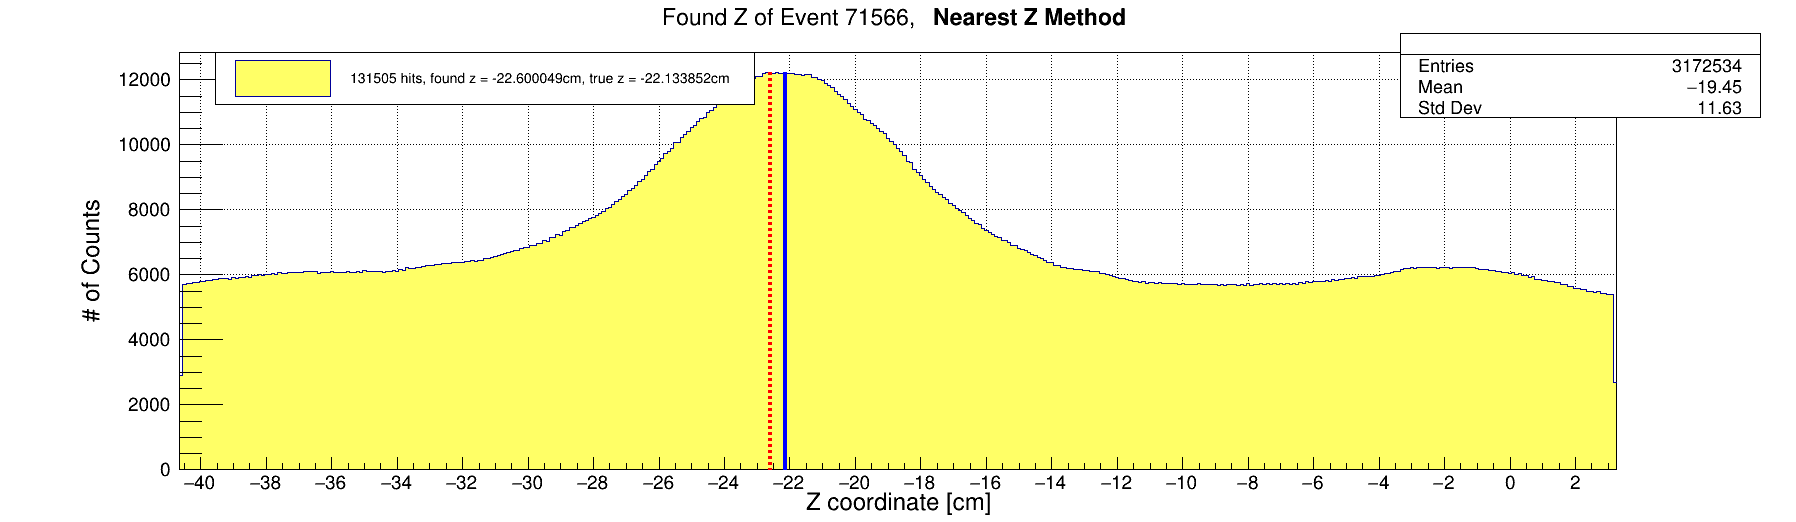 Found Z of Event 71566, Nearest Z Method
131505 hits, found z = -22.600049cm, true z = -22.133852cm
Entries 3172534
Mean −19.45
Std Dev 11.63
12000
10000
8000
6000
4000
2000
0
# of Counts
−40 −38 −36 −34 −32 −30 −28 −26 −24 −22 −20 −18 −16 −14 −12 −10 −8 −6 −4 −2 0 2
Z coordinate [cm]